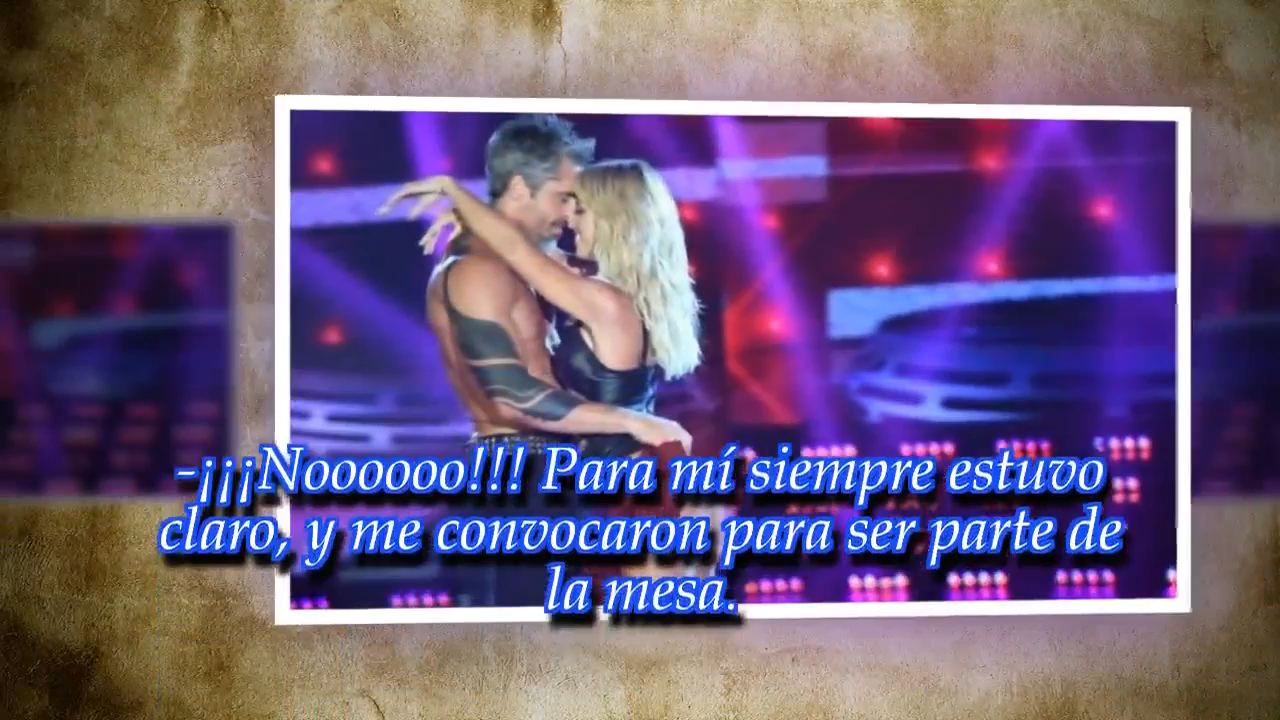 -¡¡¡Noooooo!!! Para mí siempre estuvo
claro, y me convocaron para ser parte de
la mesa.